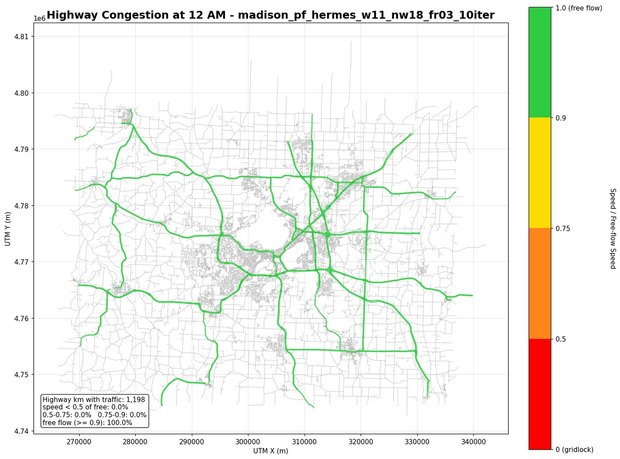 Highway Congestion at 12 AM - madison_pf_hermes_w11_nw18_fr03_10iter
1e6
4.81
4.80
4.79
4.78
4.77
4.76
4.75
4.74
UTM Y (m)
270000 280000 290000 300000 310000 320000 330000 340000
UTM X (m)
Highway km with traffic: 1,198
speed < 0.5 of free: 0.0%
0.5-0.75: 0.0% 0.75-0.9: 0.0%
free flow (>= 0.9): 100.0%
1.0 (free flow)
0.9
0.75
0.5
0 (gridlock)
Speed / Free-flow Speed